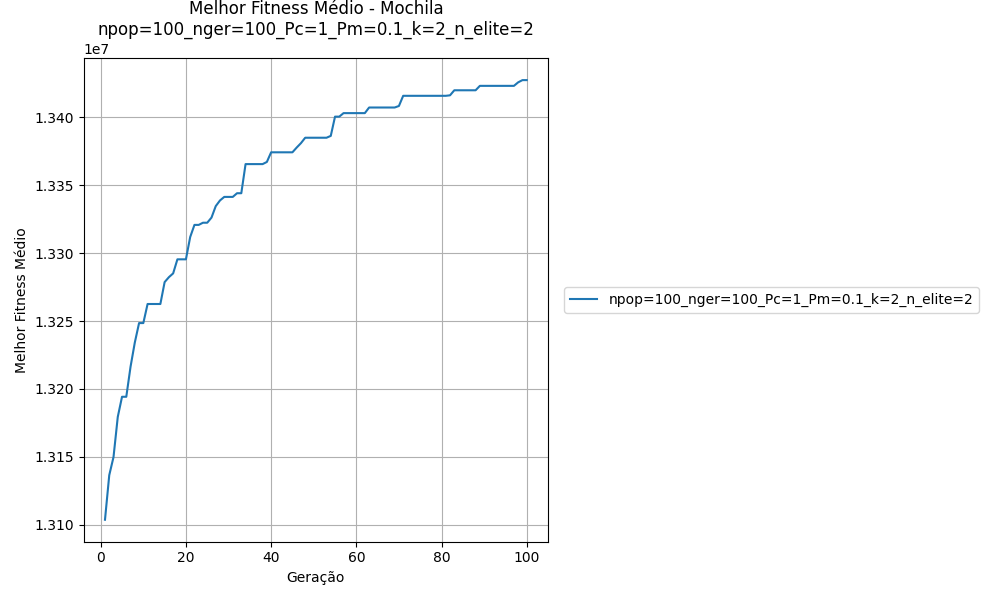 Melhor Fitness Médio - Mochila
npop=100_nger=100_Pc=1_Pm=0.1_k=2_n_elite=2
1e7
1.340
1.335
1.330
1.325
1.320
1.315
1.310
Melhor Fitness Médio
0 20 40 60 80 100
Geração
npop=100_nger=100_Pc=1_Pm=0.1_k=2_n_elite=2